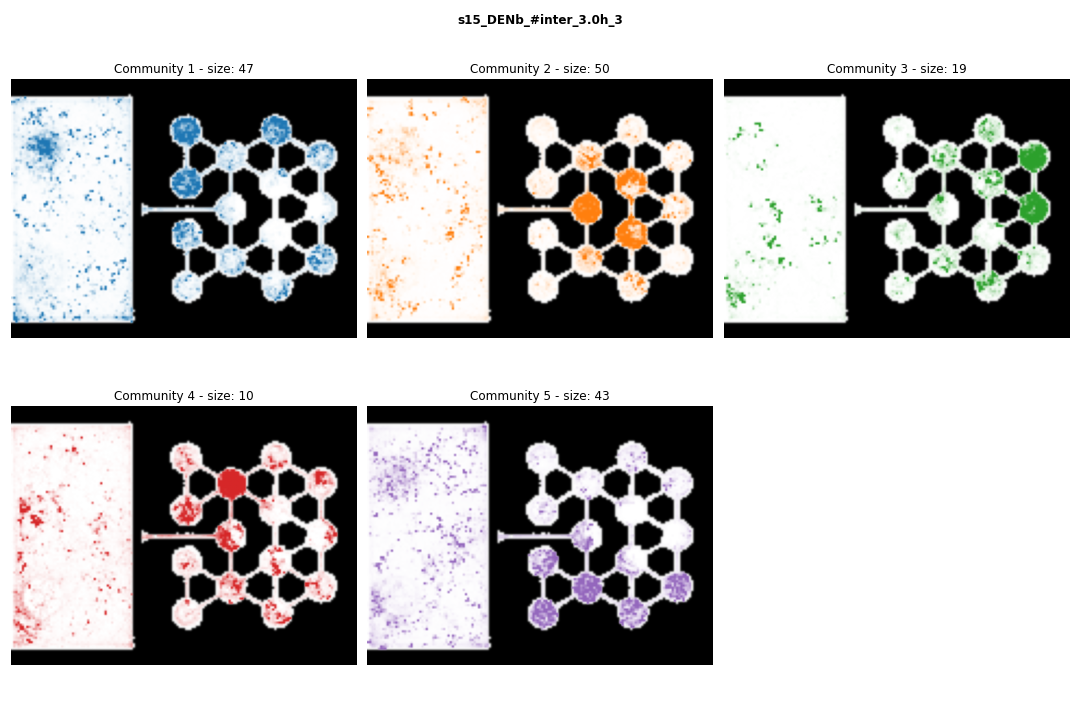 s15_DENb_#inter_3.0h_3
Community 1 - size: 47
Community 2 - size: 50
Community 3 - size: 19
Community 4 - size: 10
Community 5 - size: 43